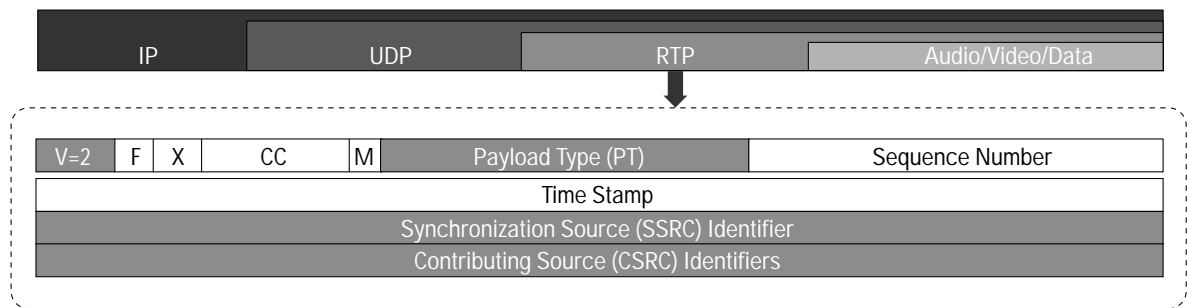 IP UDP RTP Audio/Video/Data
V=2 F X CC M Payload Type (PT) Sequence Number
Time Stamp
Synchronization Source (SSRC) Identifier
Contributing Source (CSRC) Identifiers